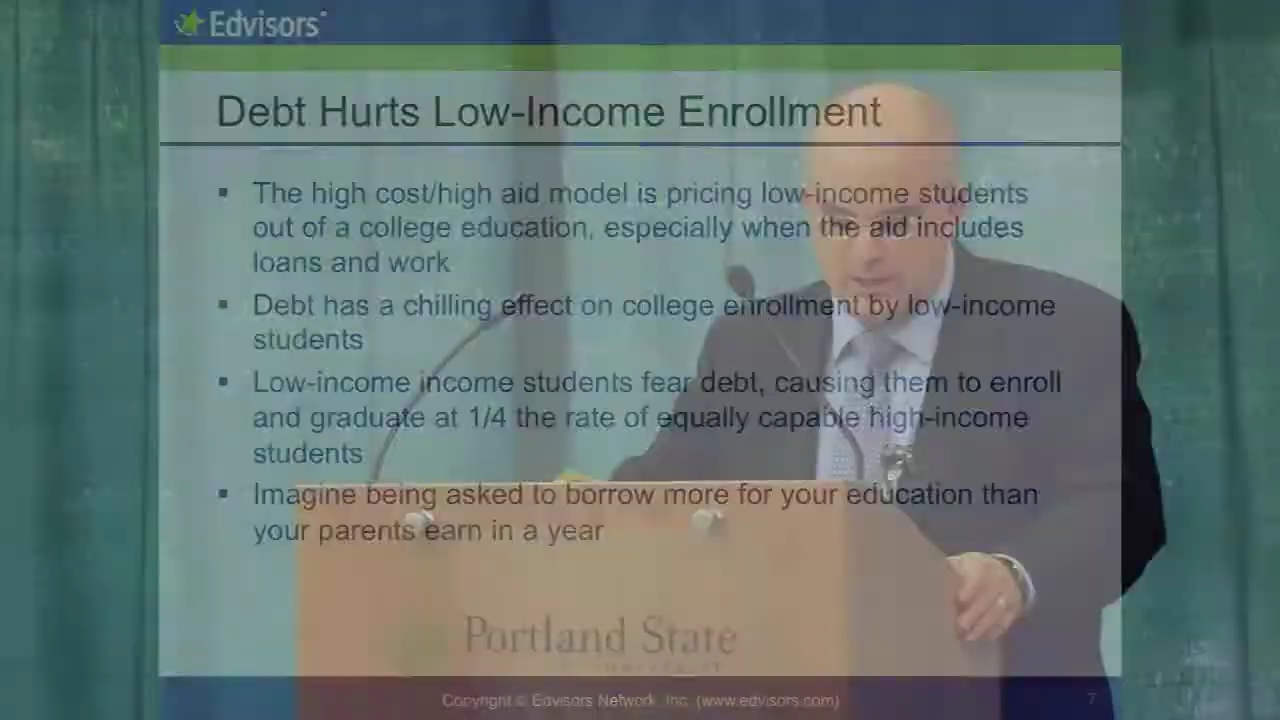 Edvisors
Debt Hurts Low-Income Enrollment
▪ The high cost/high aid model is pricing low-income students
out of a college education, especially when the aid includes
loans and work
▪ Debt has a chilling effect on college enrollment by low-income
students
▪ Low-income income students fear debt, causing them to enroll
and graduate at 1/4 the rate of equally capable high-income
students
▪ Imagine being asked to borrow more for your education than
your parents earn in a year
Portland State
UNIVERSITY
Copyright © Edvisors Network, Inc. (www.edvisors.com)
7